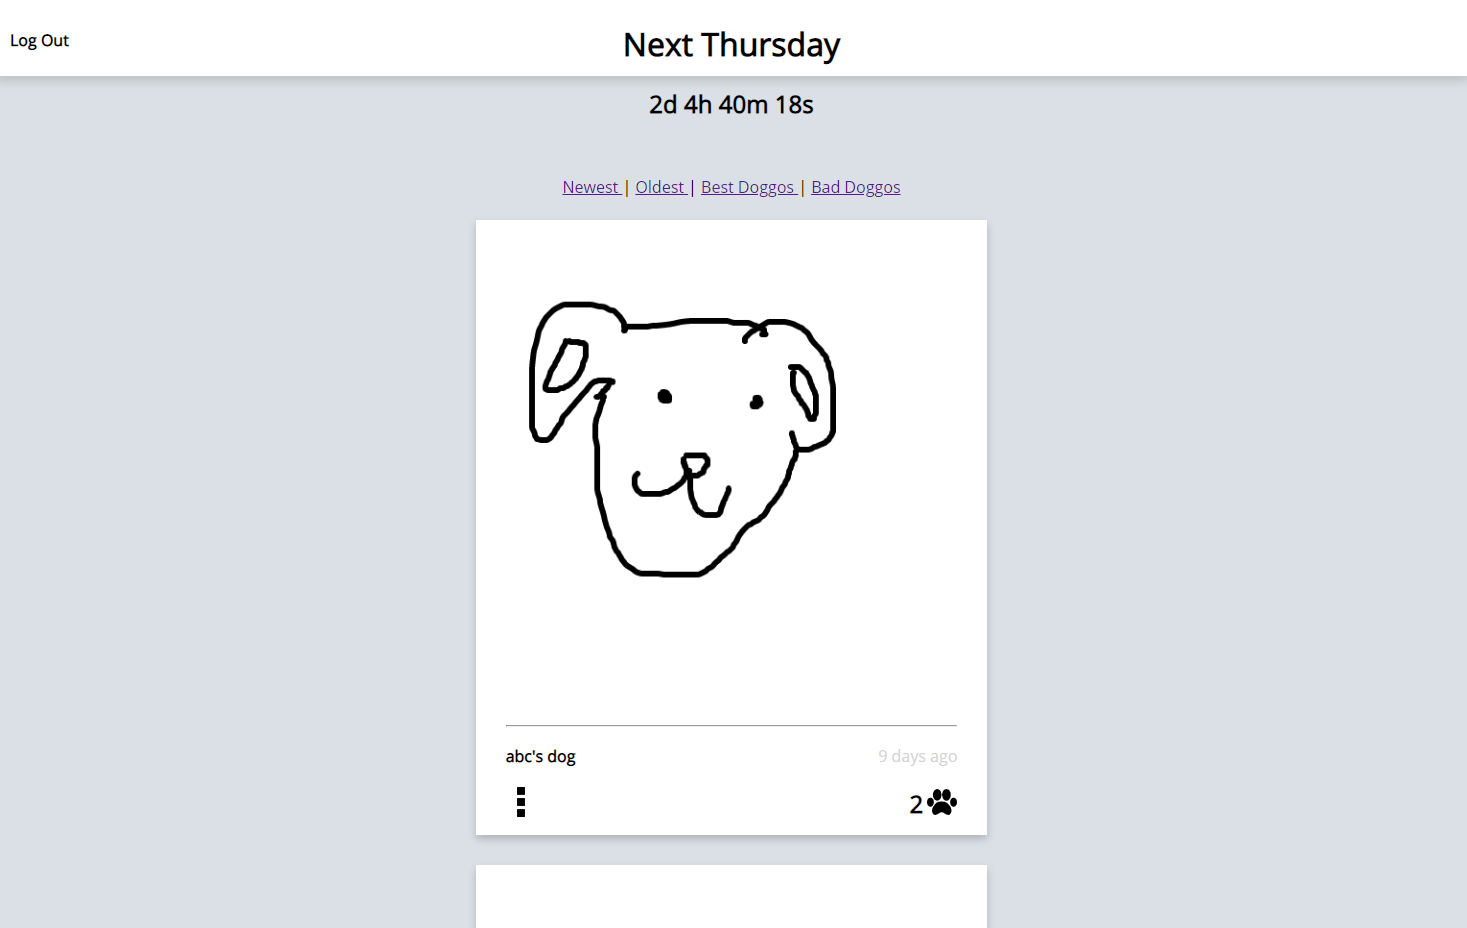 Log Out
Next Thursday
2d 4h 40m 18s
Newest | Oldest | Best Doggos | Bad Doggos
abc's dog
9 days ago
2